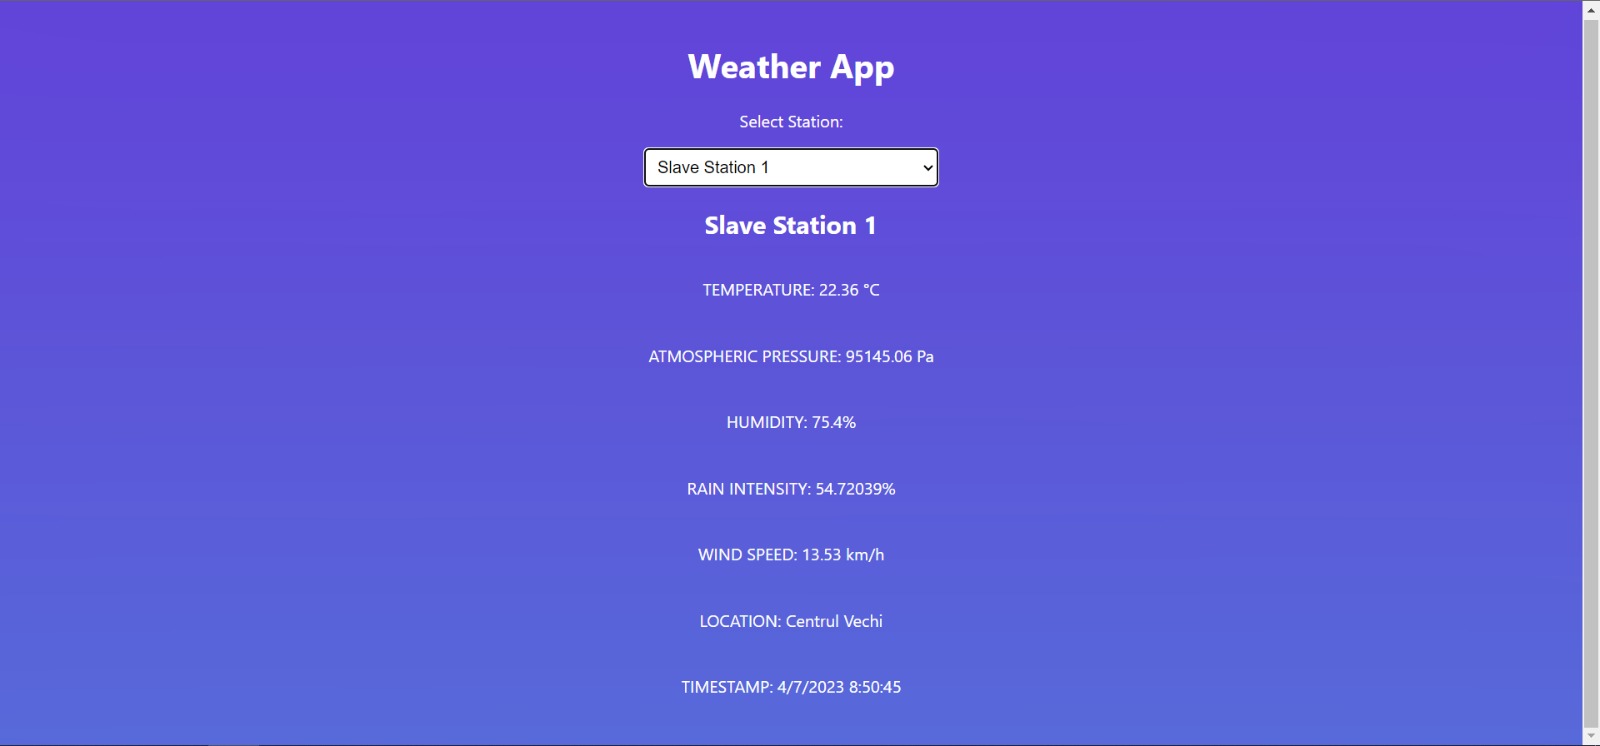 Weather App
Select Station:
Slave Station 1
Slave Station 1
TEMPERATURE: 22.36 °C
ATMOSPHERIC PRESSURE: 95145.06 Pa
HUMIDITY: 75.4%
RAIN INTENSITY: 54.72039%
WIND SPEED: 13.53 km/h
LOCATION: Centrul Vechi
TIMESTAMP: 4/7/2023 8:50:45